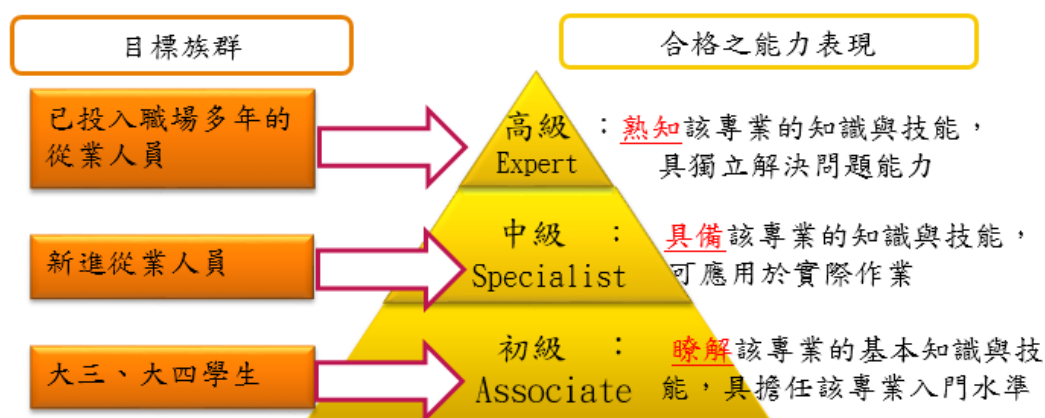 目標族群
合格之能力表現
已投入職場多年的
從業人員
高級
Expert
：熟知該專業的知識與技能，
具獨立解決問題能力
新進從業人員
中級
Specialist
：具備該專業的知識與技能，
可應用於實際作業
大三、大四學生
初級
Associate
：瞭解該專業的基本知識與技
能，具擔任該專業入門水準